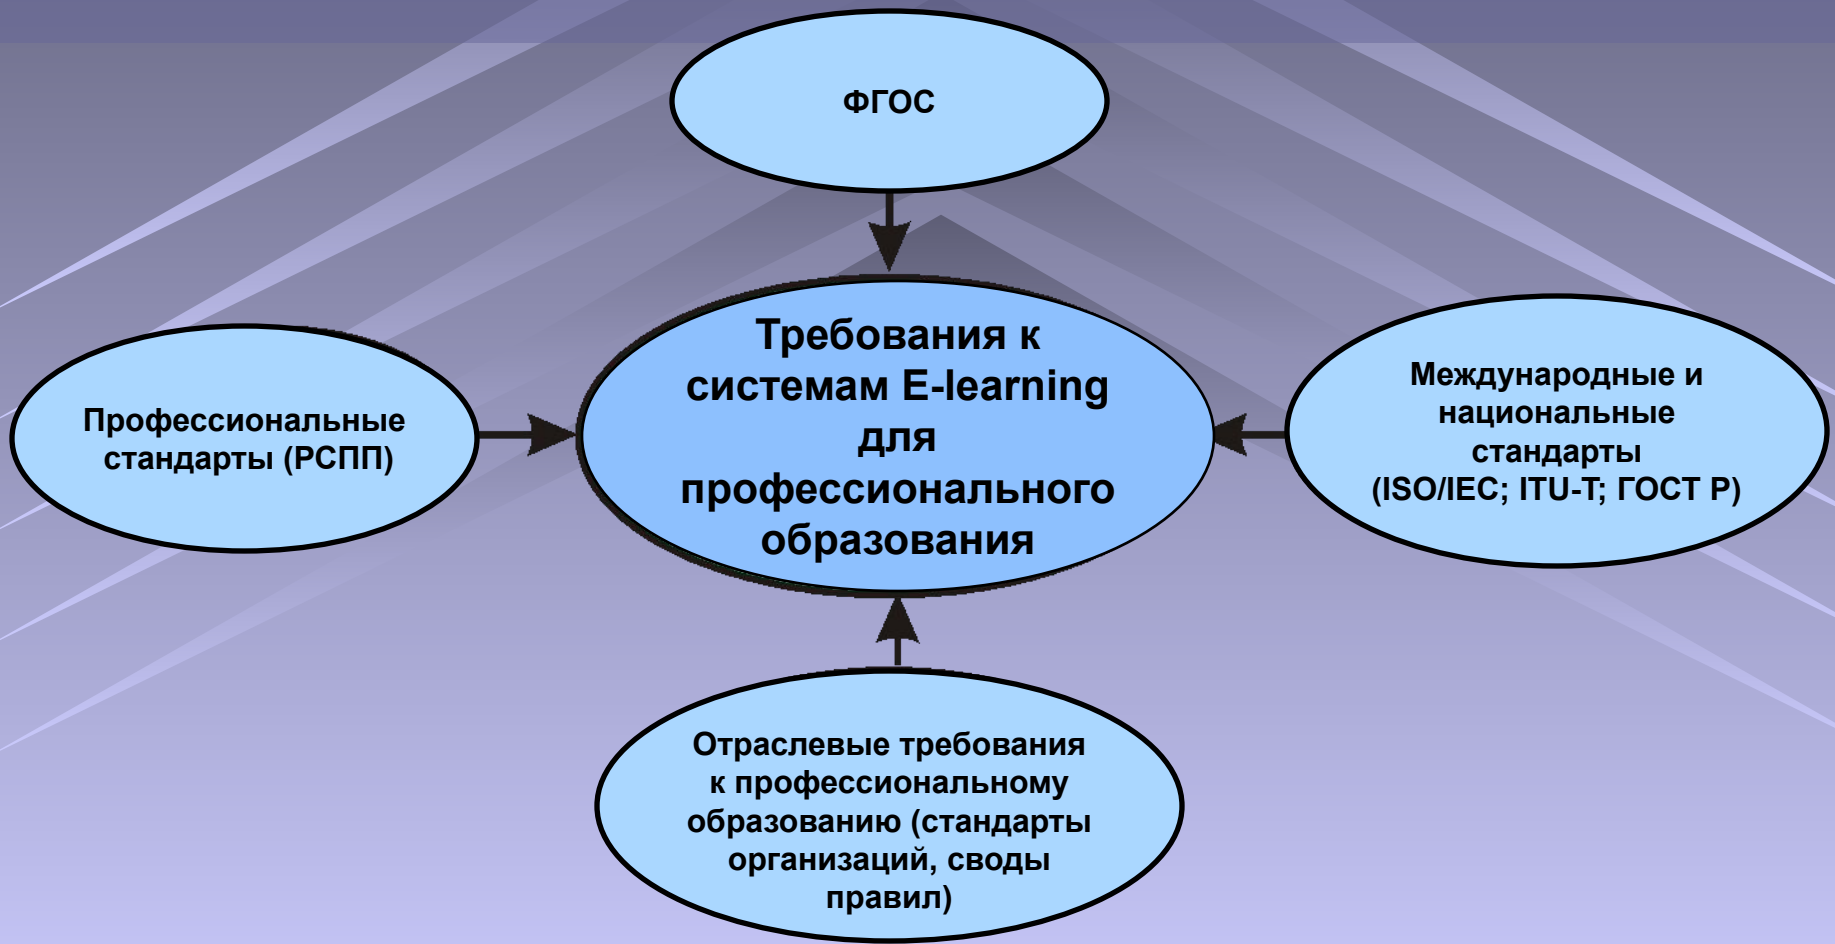 ФГОС
Требования к
системам E-learning
для
профессионального
образования
Профессиональные
стандарты (РСПП)
Международные и
национальные
стандарты
(ISO/IEC; ITU-T; ГОСТ Р)
Отраслевые требования
к профессиональному
образованию (стандарты
организаций, своды
правил)